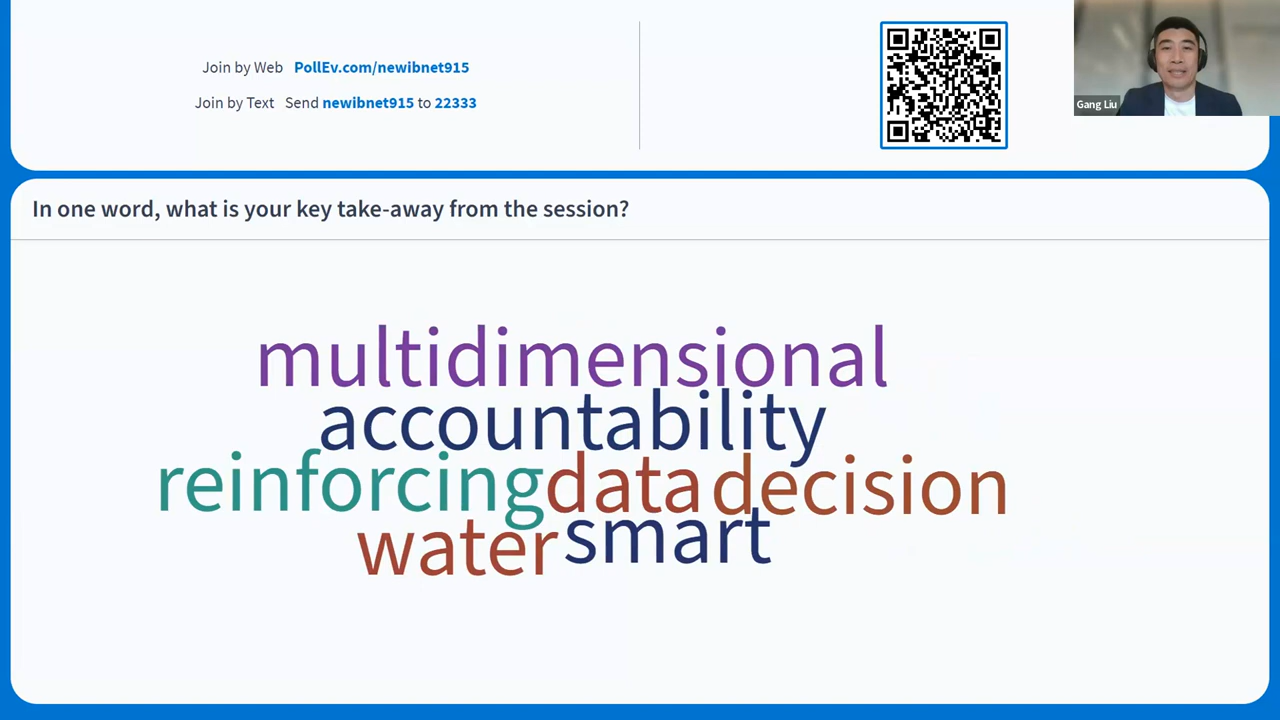 Join by Web PollEv.com/newibnet915
Join by Text Send newibnet915 to 22333
Gang Liu
In one word, what is your key take-away from the session?
multidimensional
accountability
reinforcing data decision
water smart